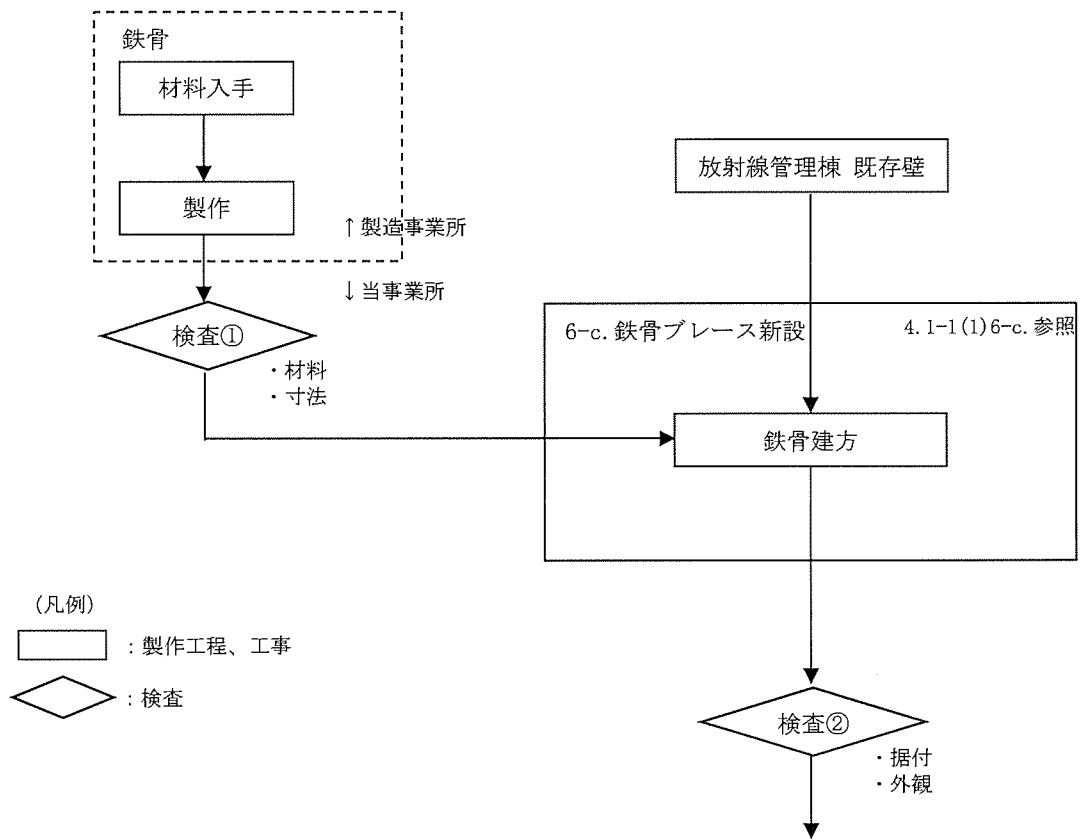 鉄骨
材料入手
製作
↑製造事業所
↓当事業所
検査①
・材料
・寸法
放射線管理棟 既存壁
6-c.鉄骨ブレース新設
4.1-1(1)6-c.参照
鉄骨建方
検査②
・据付
・外観
(凡例)
：製作工程、工事
：検査